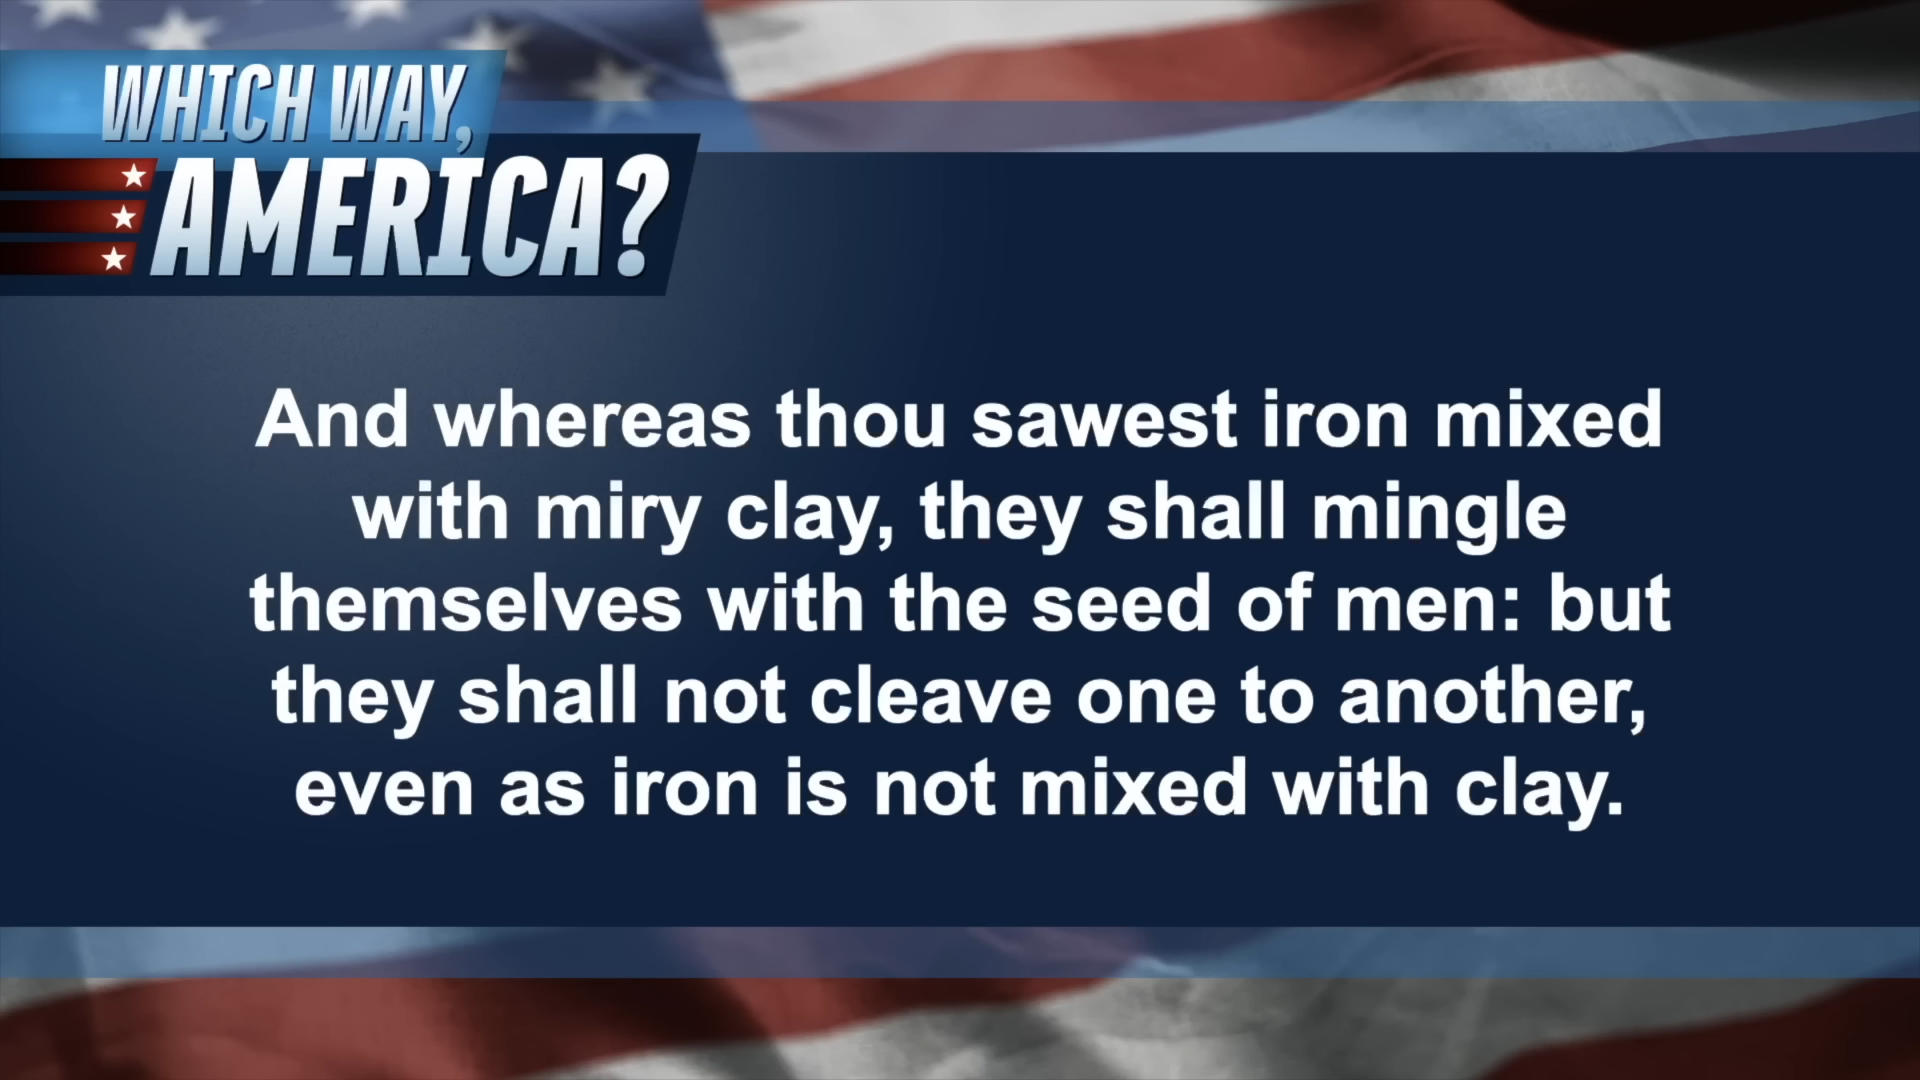 WHICH WAY,
AMERICA?
And whereas thou sawest iron mixed
with miry clay, they shall mingle
themselves with the seed of men: but
they shall not cleave one to another,
even as iron is not mixed with clay.